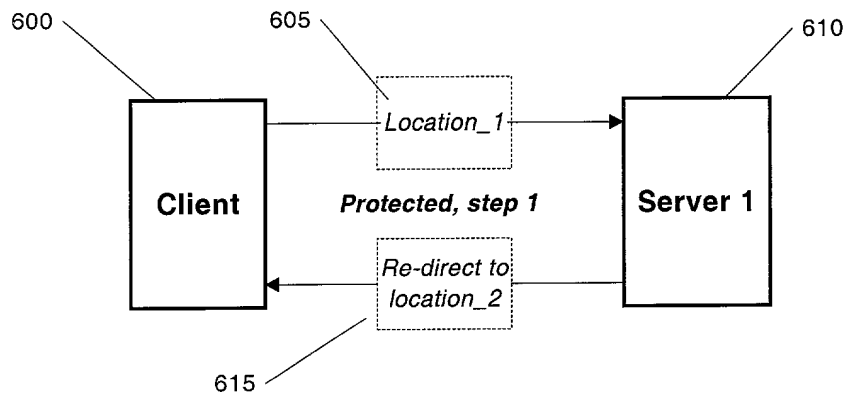 600
605
610
Location_1
Client
Protected, step 1
Server 1
Re-direct to
location_2
615